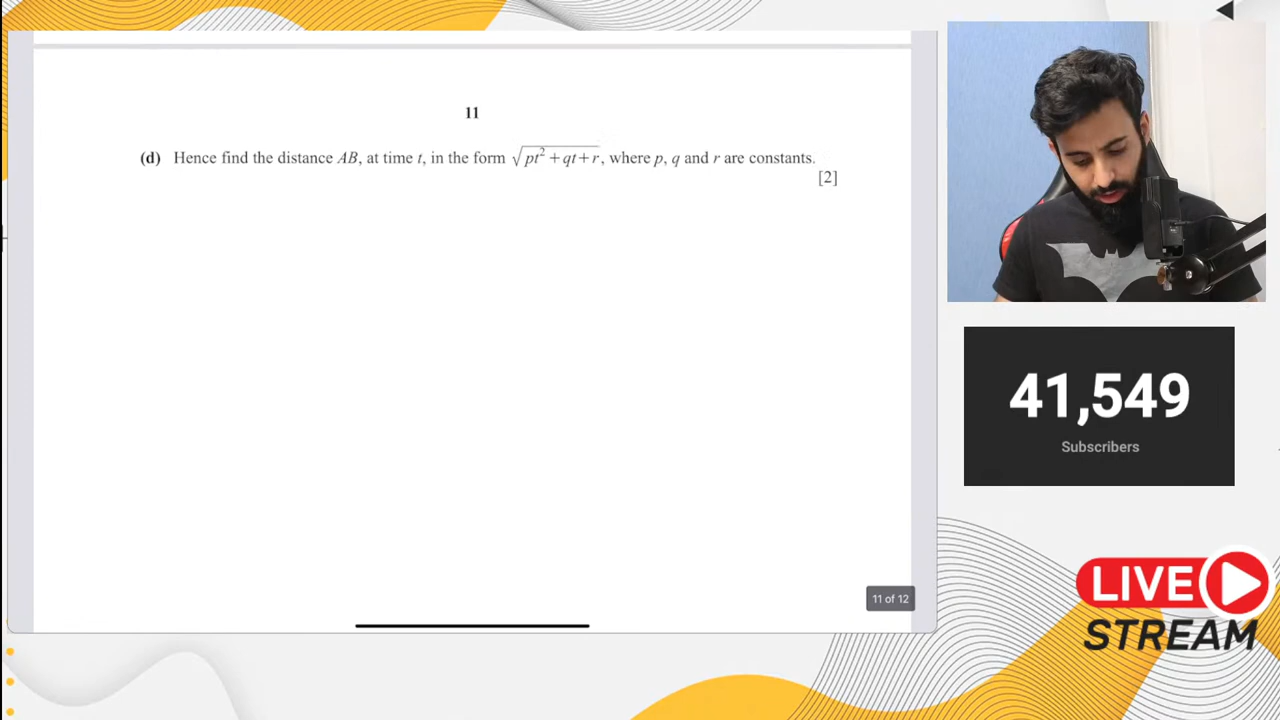 11
(d) Hence find the distance AB, at time t, in the form √(pt² + qt + r), where p, q and r are constants.
[2]
11 of 12
41,549
Subscribers
LIVE
STREAM